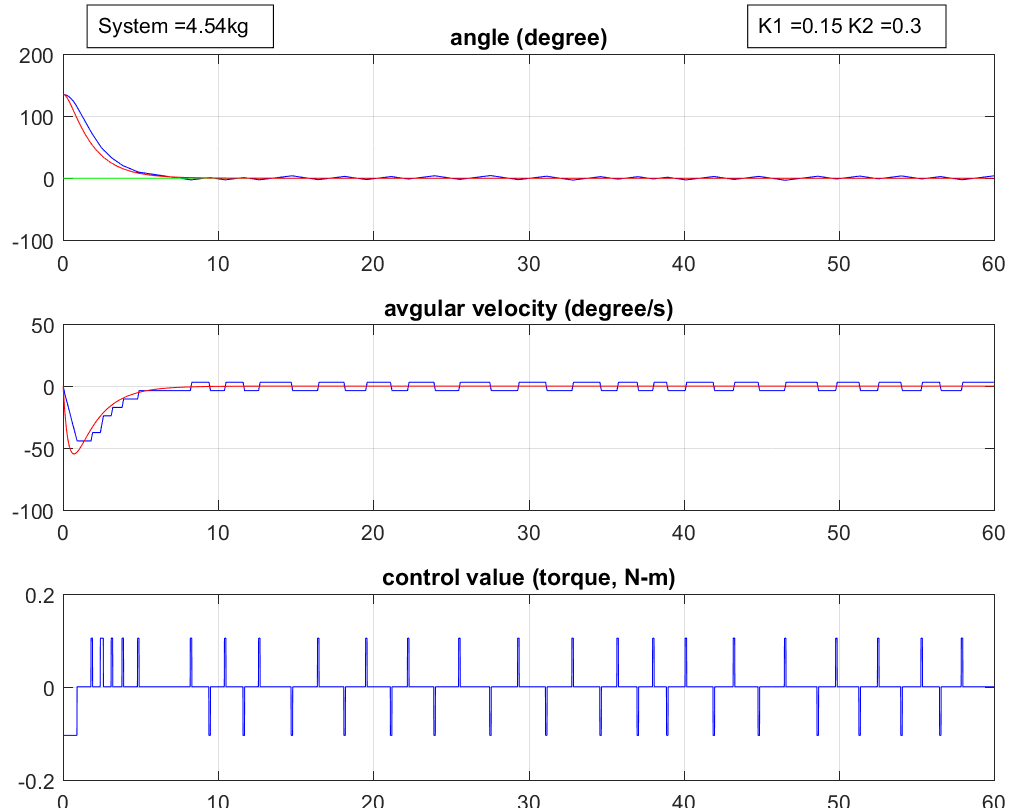 System =4.54kg
K1 =0.15 K2 =0.3
angle (degree)
200
100
0
-100
0 10 20 30 40 50 60
avgular velocity (degree/s)
50
0
-50
-100
0 10 20 30 40 50 60
control value (torque, N-m)
0.2
0
-0.2
0 10 20 30 40 50 60